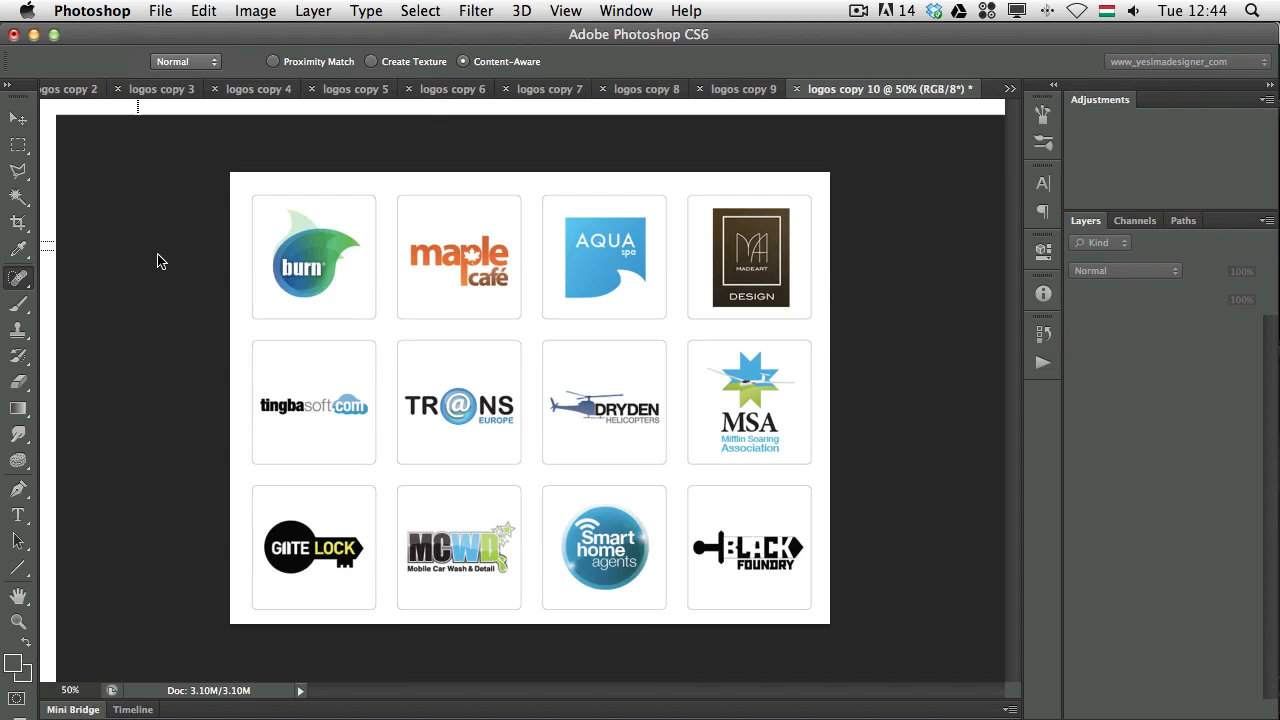 Photoshop File Edit Image Layer Type Select Filter 3D View Window Help 14 Tue 12:44
Adobe Photoshop CS6
Normal Proximity Match Create Texture Content-Aware www_yesimadesigner_com
gos copy 2 × logos copy 3 × logos copy 4 × logos copy 5 × logos copy 6 × logos copy 7 × logos copy 8 × logos copy 9 × logos copy 10 @ 50% (RGB/8*) *
Adjustments
Layers Channels Paths
Kind
Normal 100%
100%
burn
maple
café
AQUA
spa
MADEART
DESIGN
tingbasoft.com
TR@NS
EUROPE
DRYDEN
HELICOPTERS
MSA
Mifflin Soaring
Association
GIITE LOCK
MCWD
Mobile Car Wash & Detail
Smart
home
agents
BLACK
FOUNDRY
50% Doc: 3.10M/3.10M
Mini Bridge Timeline